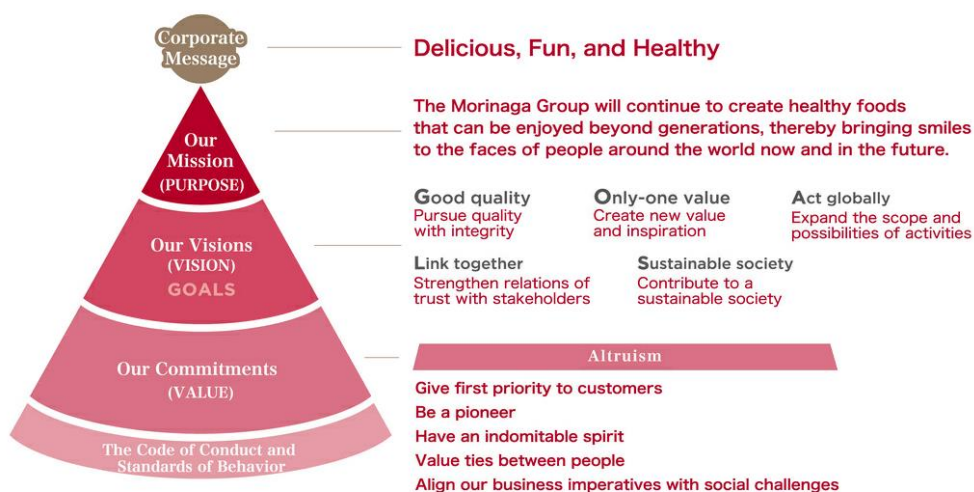 Corporate
Message
Delicious, Fun, and Healthy
Our
Mission
(PURPOSE)
The Morinaga Group will continue to create healthy foods
that can be enjoyed beyond generations, thereby bringing smiles
to the faces of people around the world now and in the future.
Our Visions
(VISION)
GOALS
Good quality
Pursue quality
with integrity
Only-one value
Create new value
and inspiration
Act globally
Expand the scope and
possibilities of activities
Link together
Strengthen relations of
trust with stakeholders
Sustainable society
Contribute to a
sustainable society
Our Commitments
(VALUE)
Altruism
Give first priority to customers
Be a pioneer
Have an indomitable spirit
Value ties between people
Align our business imperatives with social challenges
The Code of Conduct and
Standards of Behavior